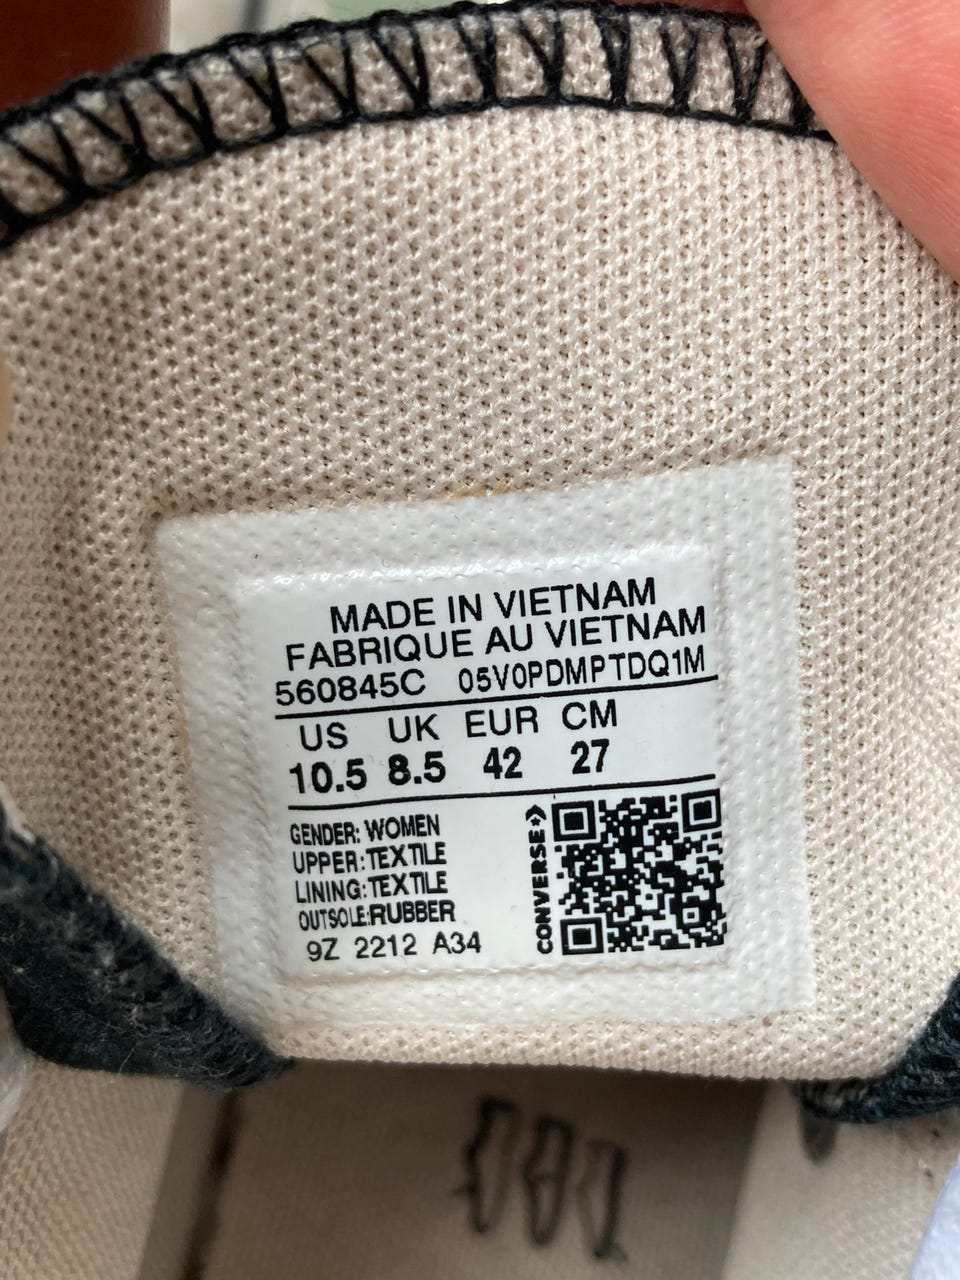 MADE IN VIETNAM
FABRIQUE AU VIETNAM
560845C 05V0PDMPTDQ1M
US UK EUR CM
10.5 8.5 42 27
GENDER: WOMEN
UPPER: TEXTILE
LINING: TEXTILE
OUTSOLE:RUBBER
9Z 2212 A34
CONVERSE